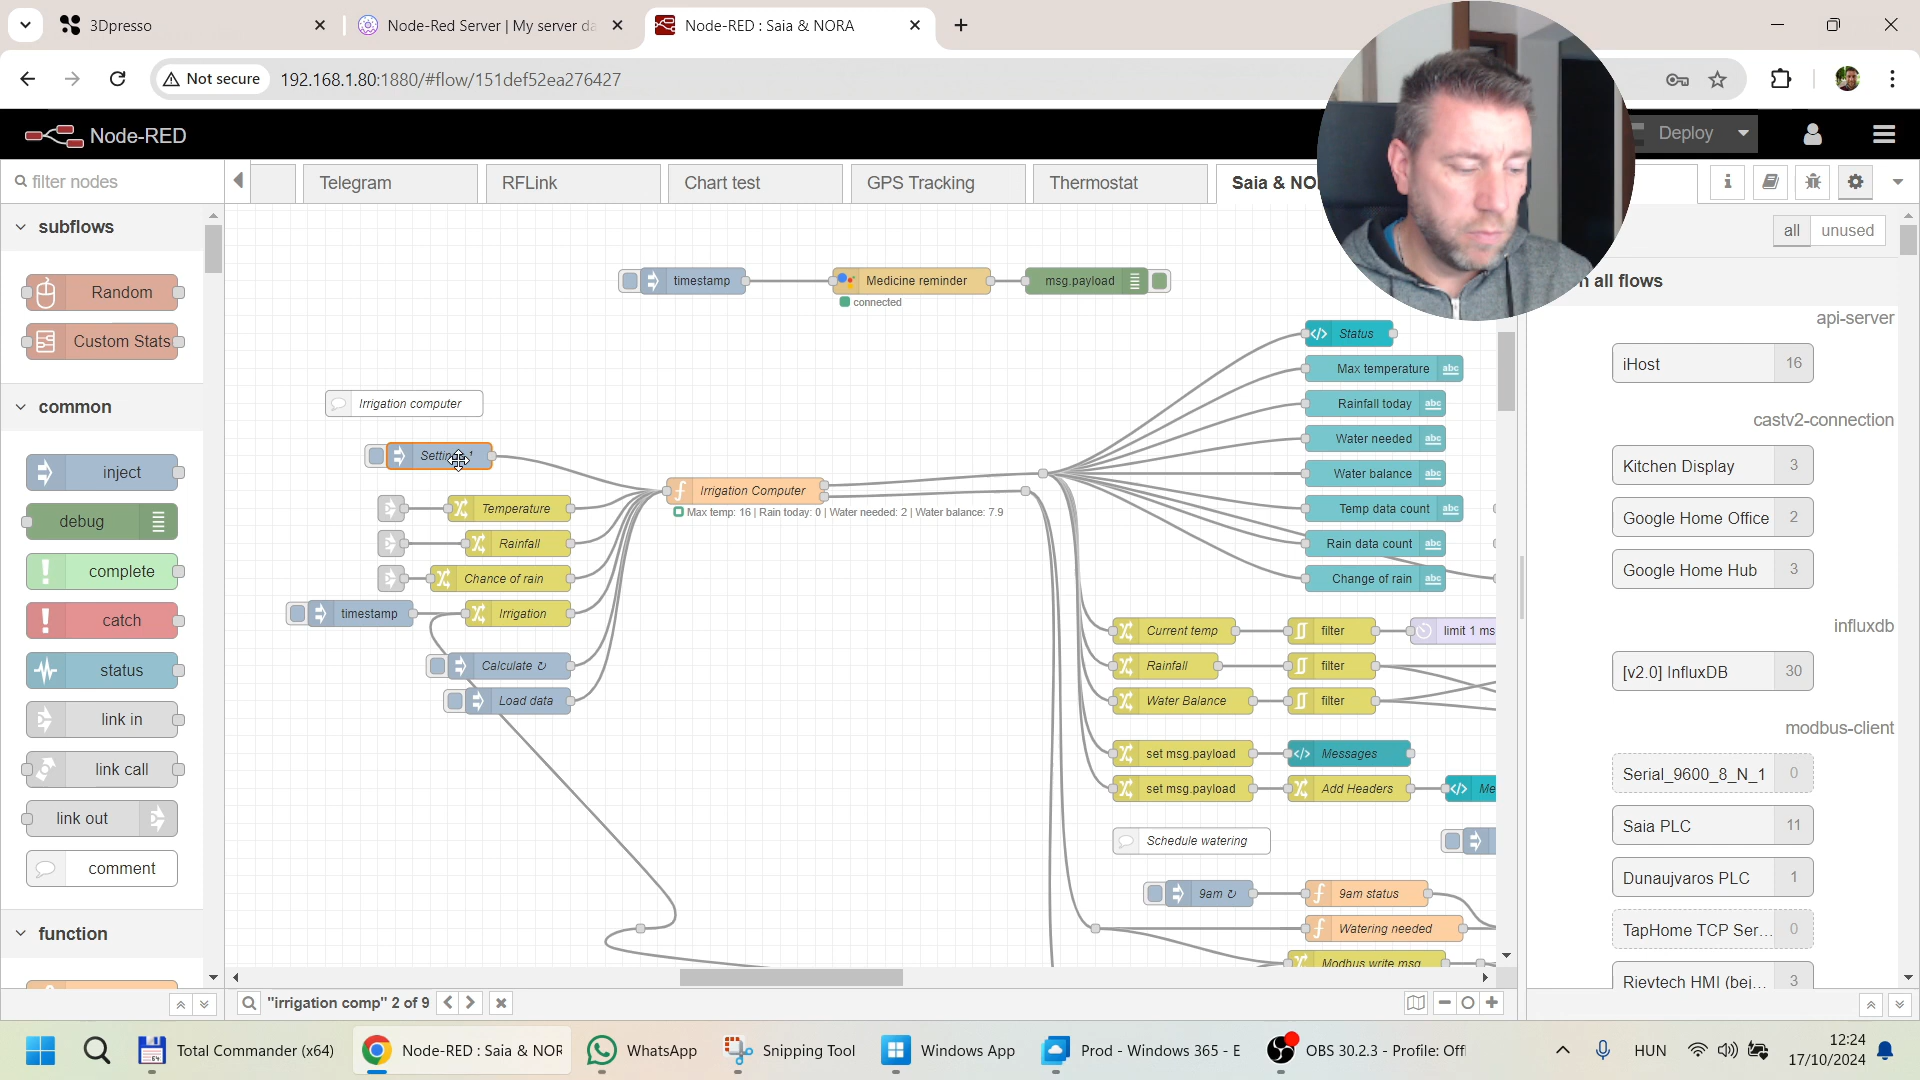 3Dpresso
Node-Red Server | My server da
Node-RED : Saia & NORA
Not secure
192.168.1.80:1880/#flow/151def52ea276427
Node-RED
Deploy
filter nodes
Telegram
RFLink
Chart test
GPS Tracking
Thermostat
Saia & NO
all
unused
subflows
Random
Custom Stats
common
inject
debug
complete
catch
status
link in
link call
link out
comment
function
timestamp
Medicine reminder
connected
msg.payload
Irrigation computer
Temperature
Rainfall
Chance of rain
timestamp
Irrigation
Calculate ↻
Load data
Irrigation Computer
Max temp: 16 | Rain today: 0 | Water needed: 2 | Water balance: 7.9
Status
Max temperature
abc
Rainfall today
abc
Water needed
abc
Water balance
abc
Temp data count
abc
Rain data count
abc
Change of rain
abc
Current temp
filter
limit 1 ms
Rainfall
filter
Water Balance
filter
set msg.payload
Messages
set msg.payload
Add Headers
Me
Schedule watering
9am ↻
9am status
Watering needed
Modbus write msg
all flows
api-server
iHost
16
castv2-connection
Kitchen Display
3
Google Home Office
2
Google Home Hub
3
influxdb
[v2.0] InfluxDB
30
modbus-client
Serial_9600_8_N_1
0
Saia PLC
11
Dunaujvaros PLC
1
TapHome TCP Ser...
0
Rievtech HMI (bej...
3
"irrigation comp" 2 of 9
Total Commander (x64)
Node-RED : Saia & NOR
WhatsApp
Snipping Tool
Windows App
Prod - Windows 365 - E
OBS 30.2.3 - Profile: Off
HUN
12:24
17/10/2024